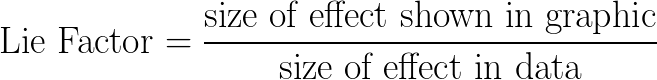 Lie Factor = size of effect shown in graphic
size of effect in data